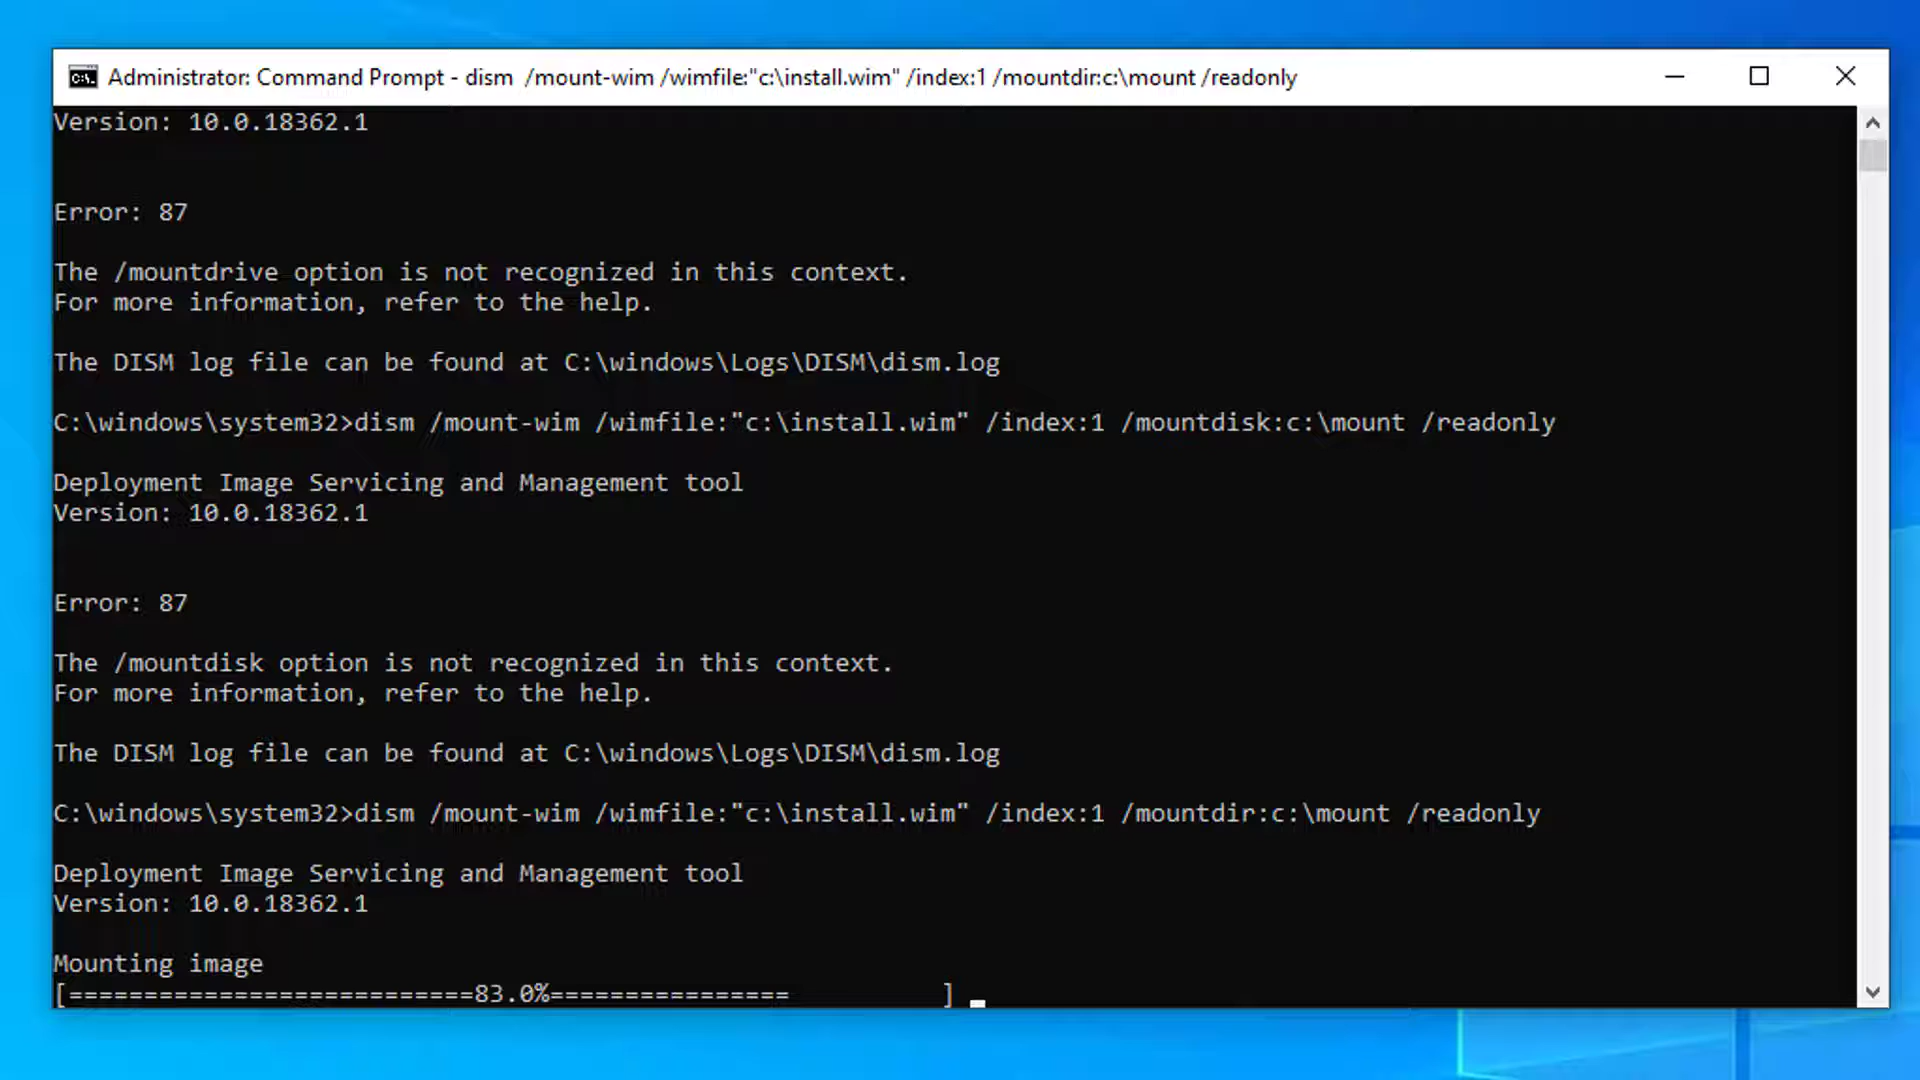 Administrator: Command Prompt - dism  /mount-wim /wimfile:"c:\install.wim" /index:1 /mountdir:c:\mount /readonly
Version: 10.0.18362.1
Error: 87
The /mountdrive option is not recognized in this context.
For more information, refer to the help.
The DISM log file can be found at C:\windows\Logs\DISM\dism.log
C:\windows\system32>dism /mount-wim /wimfile:"c:\install.wim" /index:1 /mountdisk:c:\mount /readonly
Deployment Image Servicing and Management tool
Version: 10.0.18362.1
Error: 87
The /mountdisk option is not recognized in this context.
For more information, refer to the help.
The DISM log file can be found at C:\windows\Logs\DISM\dism.log
C:\windows\system32>dism /mount-wim /wimfile:"c:\install.wim" /index:1 /mountdir:c:\mount /readonly
Deployment Image Servicing and Management tool
Version: 10.0.18362.1
Mounting image
[===========================83.0%================          ]